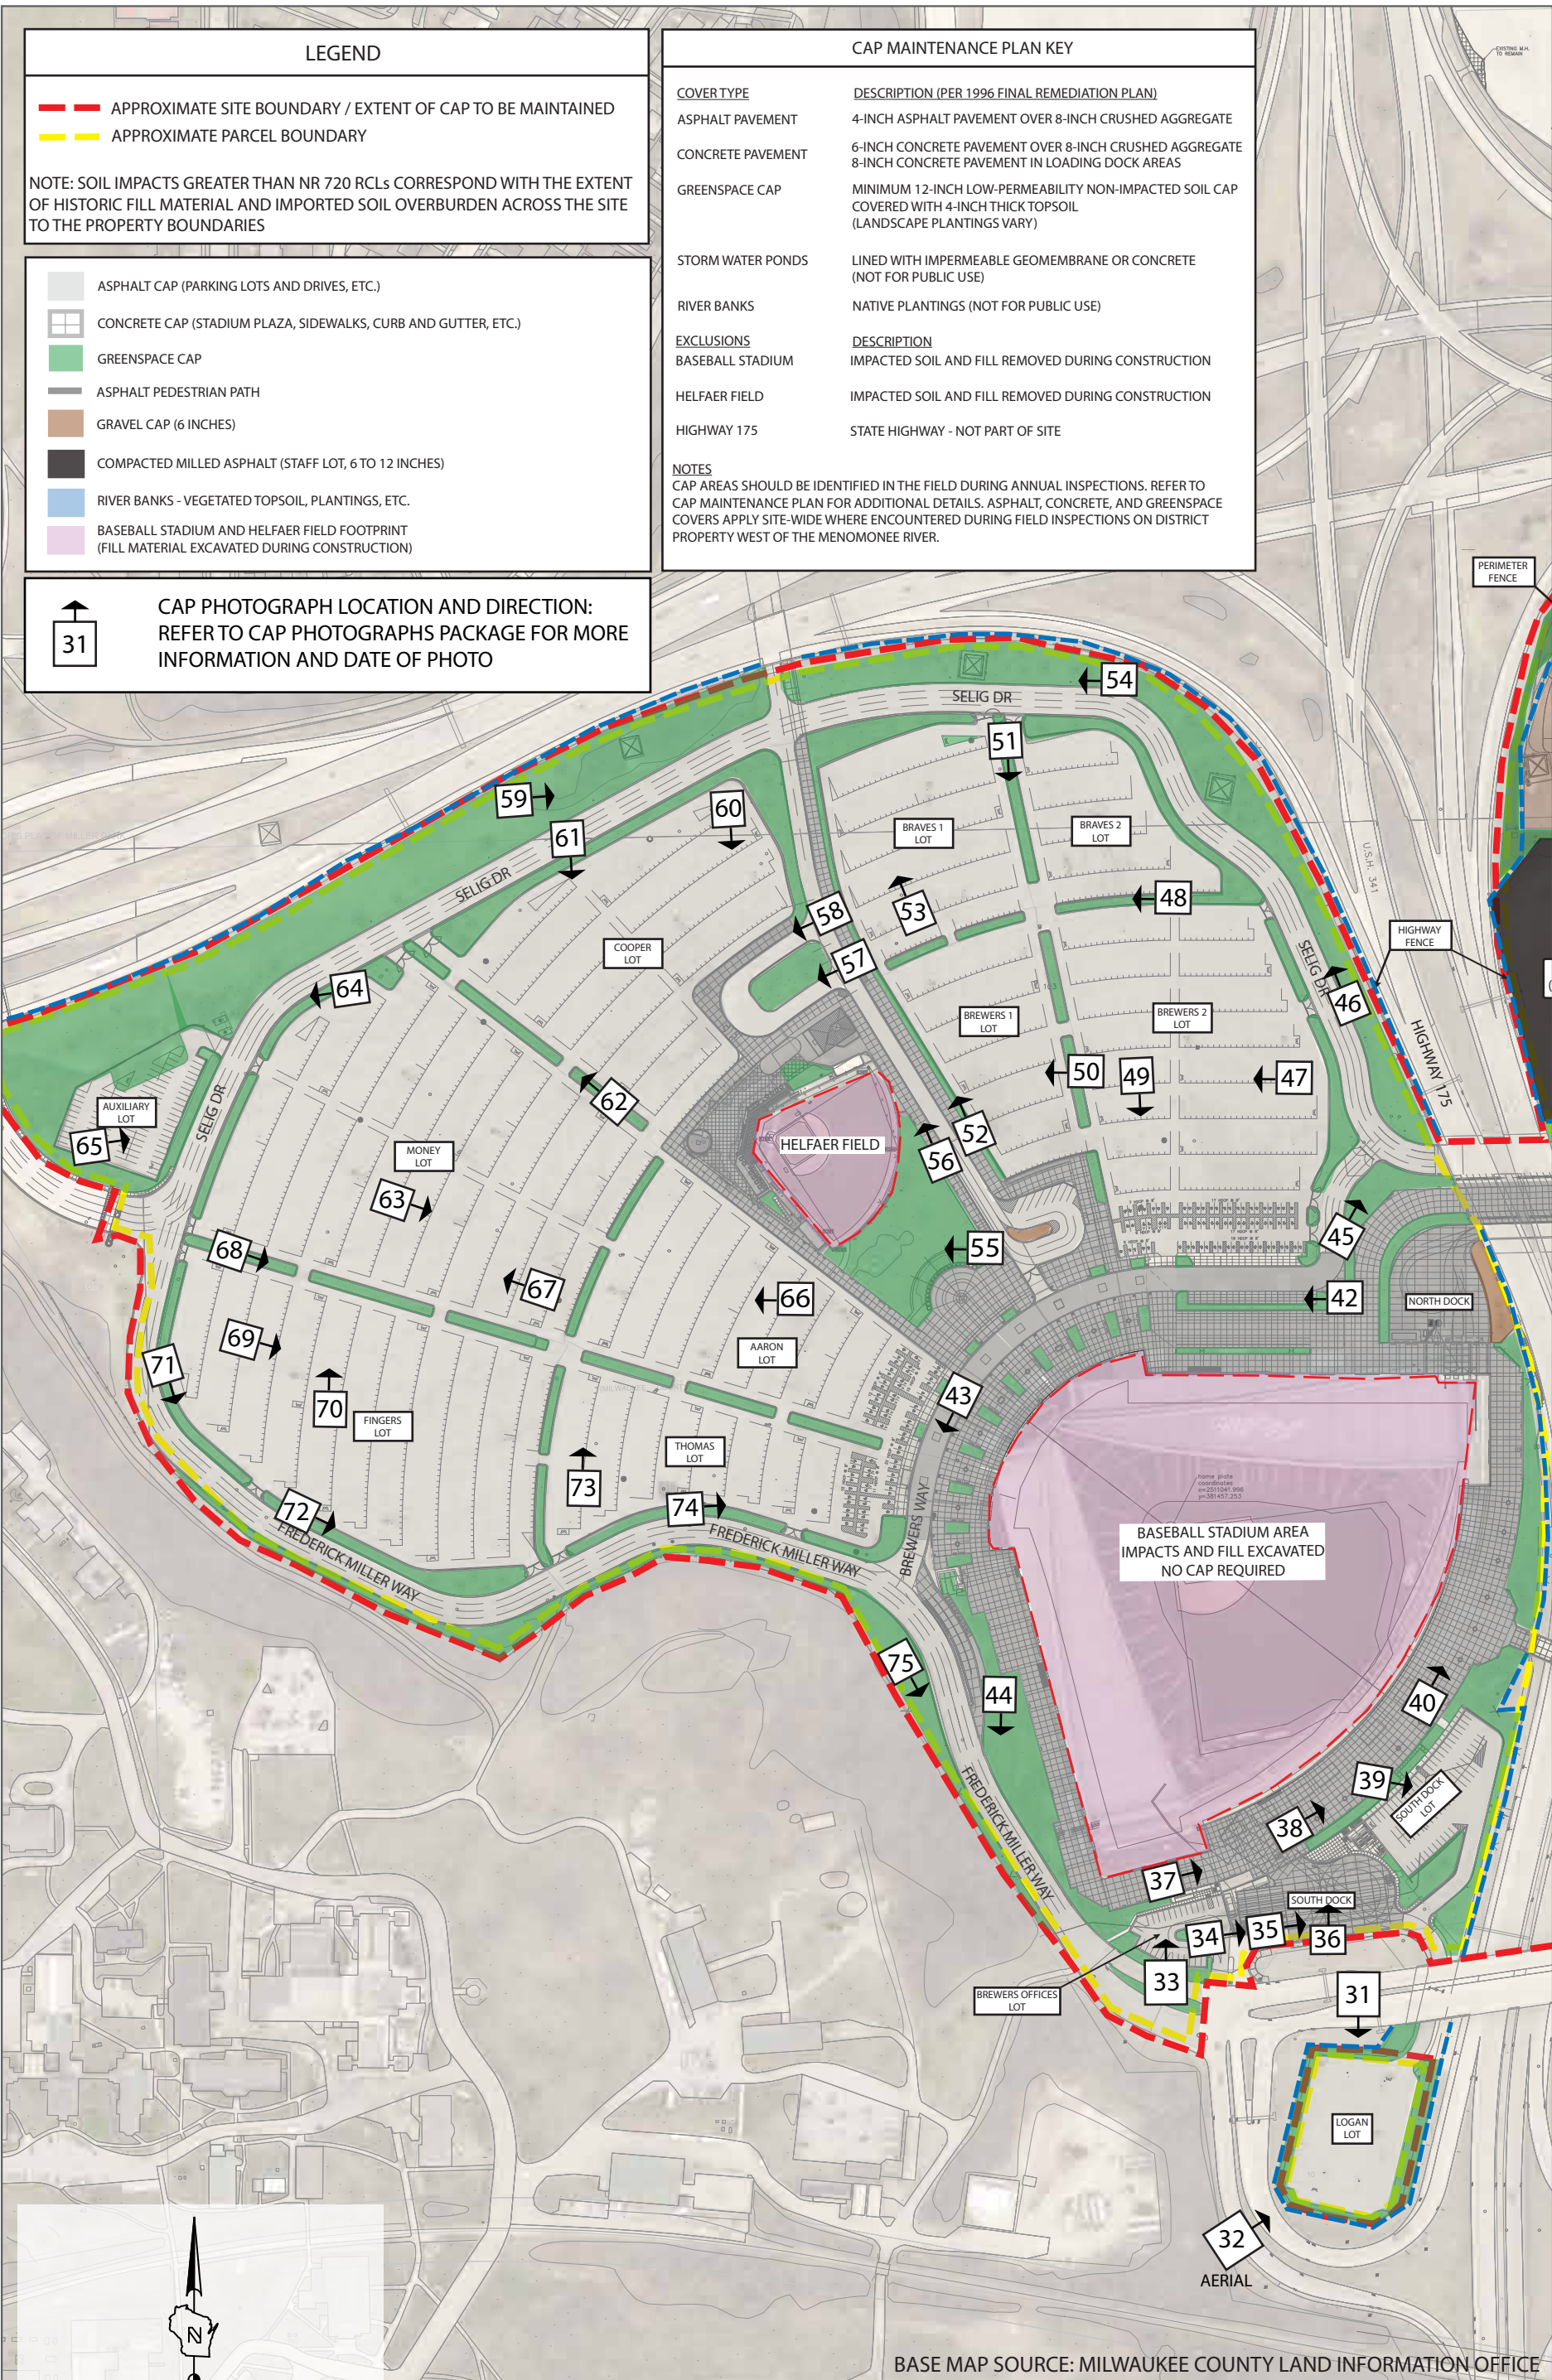 LEGEND
APPROXIMATE SITE BOUNDARY / EXTENT OF CAP TO BE MAINTAINED
APPROXIMATE PARCEL BOUNDARY
NOTE: SOIL IMPACTS GREATER THAN NR 720 RCLs CORRESPOND WITH THE EXTENT
OF HISTORIC FILL MATERIAL AND IMPORTED SOIL OVERBURDEN ACROSS THE SITE
TO THE PROPERTY BOUNDARIES
ASPHALT CAP (PARKING LOTS AND DRIVES, ETC.)
CONCRETE CAP (STADIUM PLAZA, SIDEWALKS, CURB AND GUTTER, ETC.)
GREENSPACE CAP
ASPHALT PEDESTRIAN PATH
GRAVEL CAP (6 INCHES)
COMPACTED MILLED ASPHALT (STAFF LOT, 6 TO 12 INCHES)
RIVER BANKS - VEGETATED TOPSOIL, PLANTINGS, ETC.
BASEBALL STADIUM AND HELFAER FIELD FOOTPRINT
(FILL MATERIAL EXCAVATED DURING CONSTRUCTION)
31
CAP PHOTOGRAPH LOCATION AND DIRECTION:
REFER TO CAP PHOTOGRAPHS PACKAGE FOR MORE
INFORMATION AND DATE OF PHOTO
CAP MAINTENANCE PLAN KEY
COVER TYPE DESCRIPTION (PER 1996 FINAL REMEDIATION PLAN)
ASPHALT PAVEMENT 4-INCH ASPHALT PAVEMENT OVER 8-INCH CRUSHED AGGREGATE
CONCRETE PAVEMENT 6-INCH CONCRETE PAVEMENT OVER 8-INCH CRUSHED AGGREGATE
8-INCH CONCRETE PAVEMENT IN LOADING DOCK AREAS
GREENSPACE CAP MINIMUM 12-INCH LOW-PERMEABILITY NON-IMPACTED SOIL CAP
COVERED WITH 4-INCH THICK TOPSOIL
(LANDSCAPE PLANTINGS VARY)
STORM WATER PONDS LINED WITH IMPERMEABLE GEOMEMBRANE OR CONCRETE
(NOT FOR PUBLIC USE)
RIVER BANKS NATIVE PLANTINGS (NOT FOR PUBLIC USE)
EXCLUSIONS DESCRIPTION
BASEBALL STADIUM IMPACTED SOIL AND FILL REMOVED DURING CONSTRUCTION
HELFAER FIELD IMPACTED SOIL AND FILL REMOVED DURING CONSTRUCTION
HIGHWAY 175 STATE HIGHWAY - NOT PART OF SITE
NOTES
CAP AREAS SHOULD BE IDENTIFIED IN THE FIELD DURING ANNUAL INSPECTIONS. REFER TO
CAP MAINTENANCE PLAN FOR ADDITIONAL DETAILS. ASPHALT, CONCRETE, AND GREENSPACE
COVERS APPLY SITE-WIDE WHERE ENCOUNTERED DURING FIELD INSPECTIONS ON DISTRICT
PROPERTY WEST OF THE MENOMONEE RIVER.
EXISTING M.H.
TO REMAIN
PERIMETER
FENCE
54
SELIG DR
51
59
60
61
BRAVES 1
LOT
BRAVES 2
LOT
U.S.H. 341
SELIG DR
48
53
58
COOPER
LOT
57
HIGHWAY
FENCE
SELIG DR
64
46
BREWERS 1
LOT
BREWERS 2
LOT
HIGHWAY 175
50
49
47
62
AUXILIARY
LOT
SELIG DR
65
52
HELFAER FIELD
56
MONEY
LOT
63
45
68
55
67
66
42
NORTH DOCK
69
AARON
LOT
71
43
70
FINGERS
LOT
THOMAS
LOT
73
home plate
coordinates
72
74
FREDERICK MILLER WAY
FREDERICK MILLER WAY
BREWERS WAY
BASEBALL STADIUM AREA
IMPACTS AND FILL EXCAVATED
NO CAP REQUIRED
75
44
40
39
SOUTH DOCK
LOT
FREDERICK MILLER WAY
38
37
SOUTH DOCK
34
35
36
33
BREWERS OFFICES
LOT
31
LOGAN
LOT
32
AERIAL
N
BASE MAP SOURCE: MILWAUKEE COUNTY LAND INFORMATION OFFICE